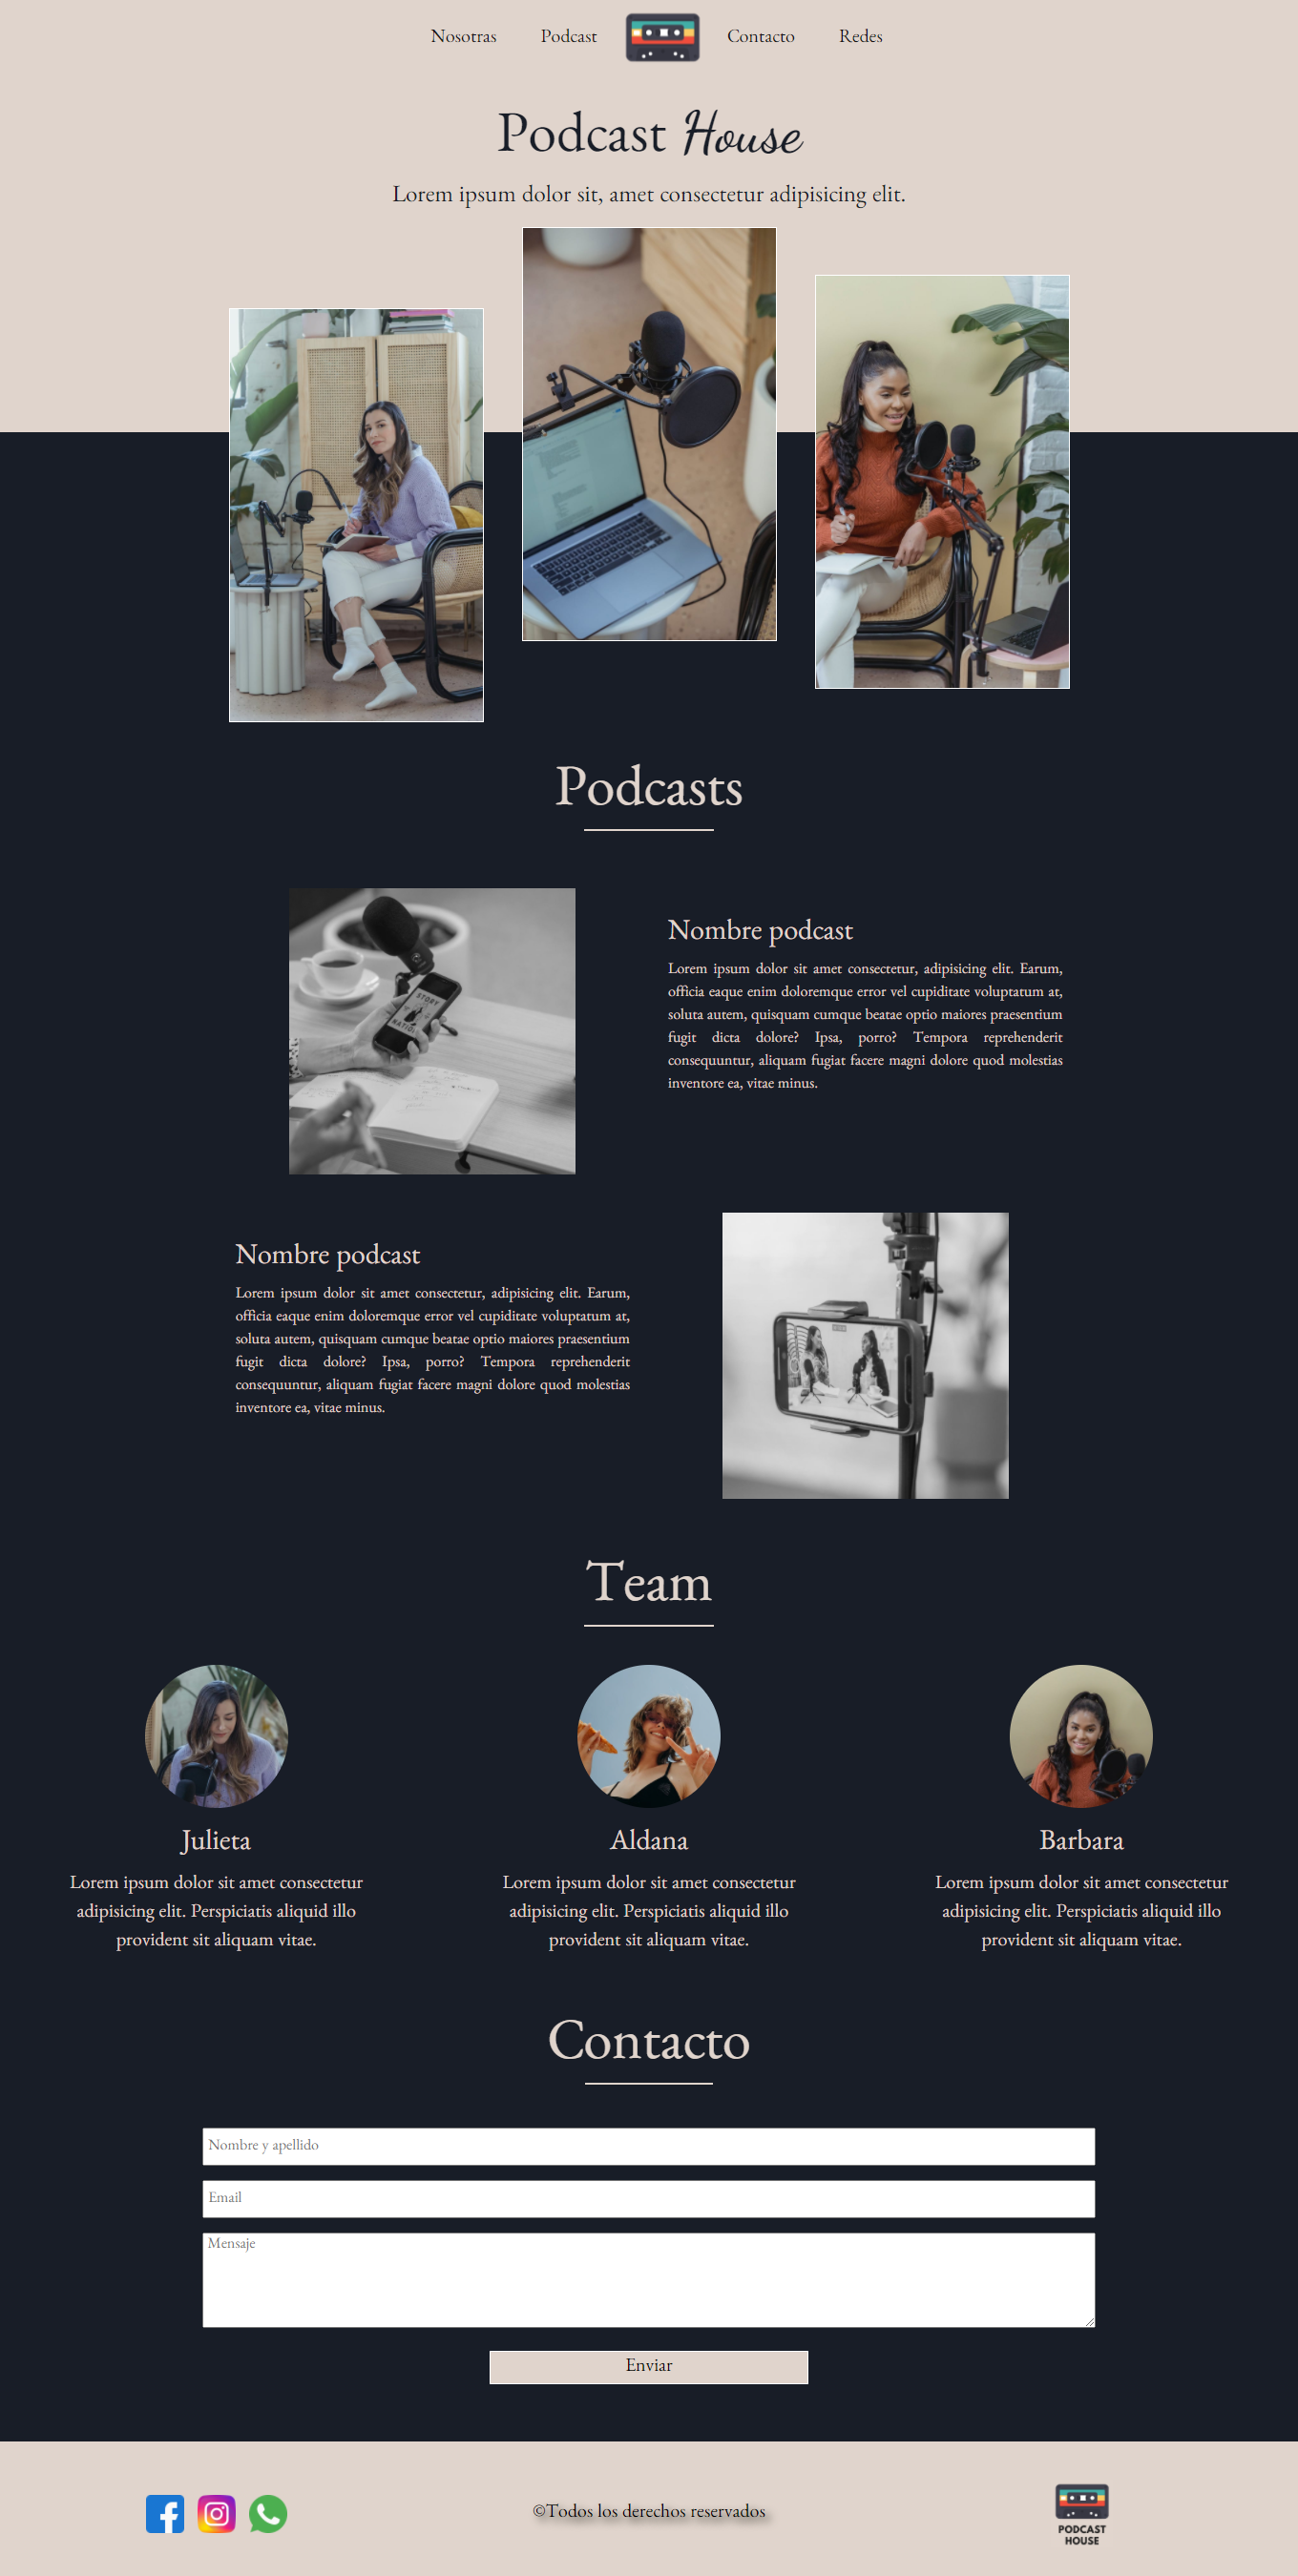 Nosotras Podcast Contacto Redes
Podcast House
Lorem ipsum dolor sit, amet consectetur adipisicing elit.
Podcasts
STORY
NATION
Nombre podcast
Lorem ipsum dolor sit amet consectetur, adipisicing elit. Earum,
officia eaque enim doloremque error vel cupiditate voluptatum at,
soluta autem, quisquam cumque beatae optio maiores praesentium
fugit dicta dolore? Ipsa, porro? Tempora reprehenderit
consequuntur, aliquam fugiat facere magni dolore quod molestias
inventore ea, vitae minus.
Nombre podcast
Lorem ipsum dolor sit amet consectetur, adipisicing elit. Earum,
officia eaque enim doloremque error vel cupiditate voluptatum at,
soluta autem, quisquam cumque beatae optio maiores praesentium
fugit dicta dolore? Ipsa, porro? Tempora reprehenderit
consequuntur, aliquam fugiat facere magni dolore quod molestias
inventore ea, vitae minus.
Team
Julieta
Lorem ipsum dolor sit amet consectetur
adipisicing elit. Perspiciatis aliquid illo
provident sit aliquam vitae.
Aldana
Lorem ipsum dolor sit amet consectetur
adipisicing elit. Perspiciatis aliquid illo
provident sit aliquam vitae.
Barbara
Lorem ipsum dolor sit amet consectetur
adipisicing elit. Perspiciatis aliquid illo
provident sit aliquam vitae.
Contacto
Nombre y apellido
Email
Mensaje
Enviar
©Todos los derechos reservados
PODCAST
HOUSE